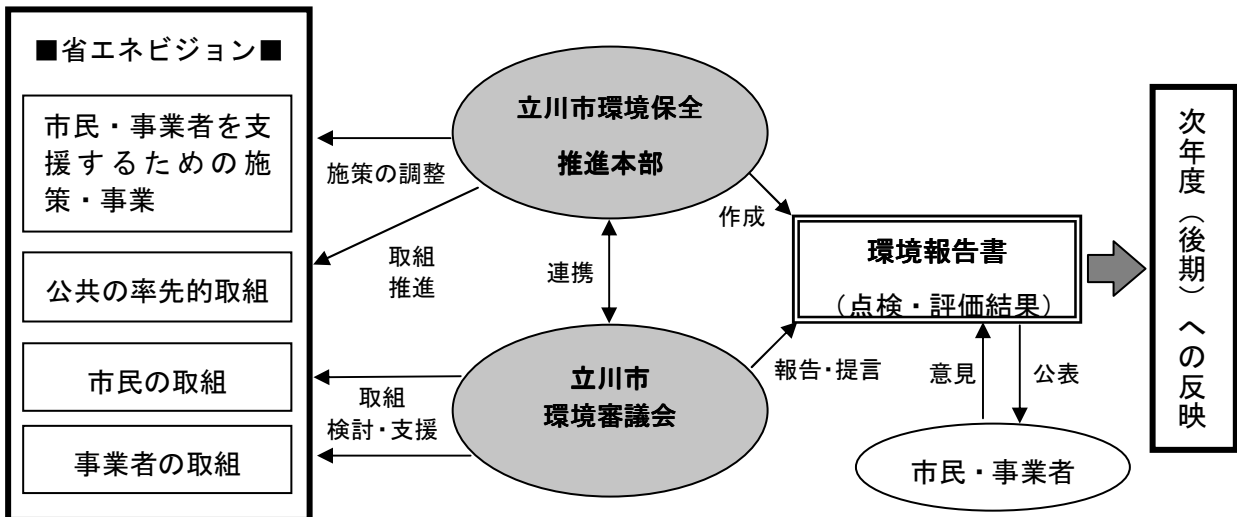 ■省エネビジョン■
市民・事業者を支
援するための施
策・事業
公共の率先的取組
市民の取組
事業者の取組
施策の調整
取組
推進
取組
検討・支援
立川市環境保全
推進本部
連携
立川市
環境審議会
作成
報告・提言
環境報告書
（点検・評価結果）
意見
公表
市民・事業者
次年度（後期）への反映